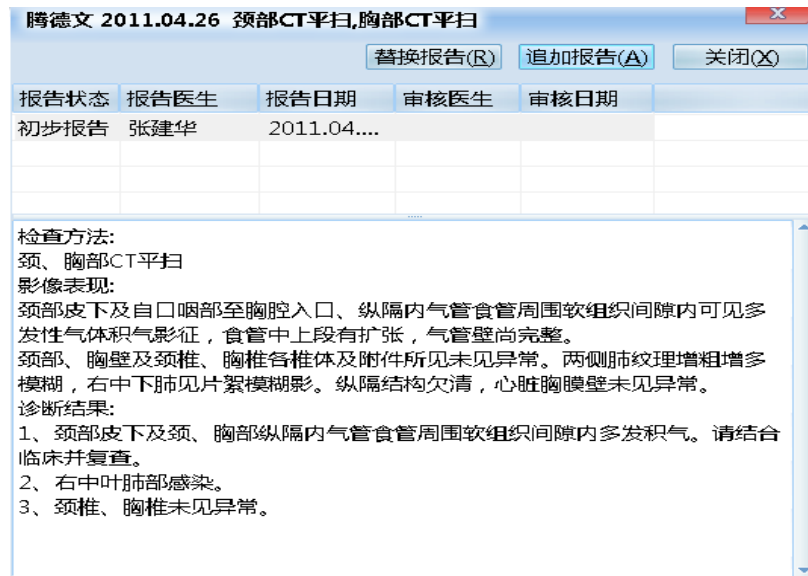 腾德文 2011.04.26 颈部CT平扫,胸部CT平扫
替换报告(R) 追加报告(A) 关闭(X)
报告状态 报告医生 报告日期 审核医生 审核日期
初步报告 张建华 2011.04....
检查方法:
颈、胸部CT平扫
影像表现:
颈部皮下及自口咽部至胸腔入口、纵隔内气管食管周围软组织间隙内可见多
发性气体积气影征，食管中上段有扩张，气管壁尚完整。
颈部、胸壁及颈椎、胸椎各椎体及附件所见未见异常。两侧肺纹理增粗增多
模糊，右中下肺见片絮模糊影。纵隔结构欠清，心脏胸膜壁未见异常。
诊断结果:
1、颈部皮下及颈、胸部纵隔内气管食管周围软组织间隙内多发积气。请结合
临床并复查。
2、右中叶肺部感染。
3、颈椎、胸椎未见异常。